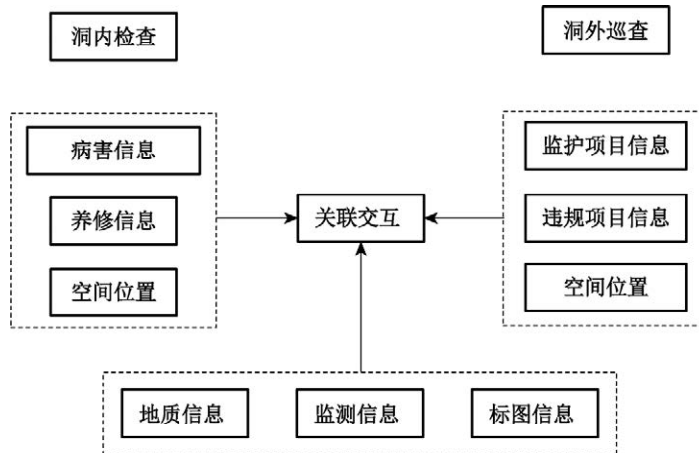 洞内检查
洞外巡查
病害信息
养修信息
空间位置
关联交互
监护项目信息
违规项目信息
空间位置
地质信息
监测信息
标图信息